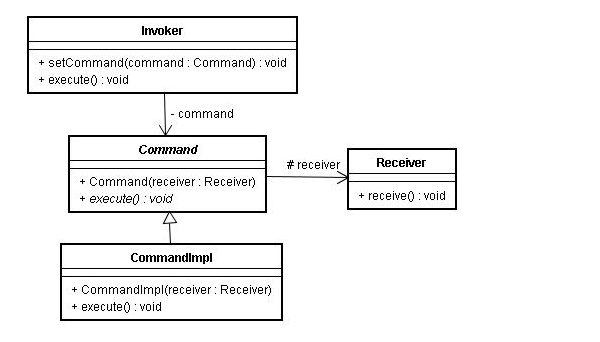 Invoker
+ setCommand(command : Command) : void
+ execute() : void
- command
Command
+ Command(receiver : Receiver)
+ execute() : void
# receiver
Receiver
+ receive() : void
CommandImpl
+ CommandImpl(receiver : Receiver)
+ execute() : void